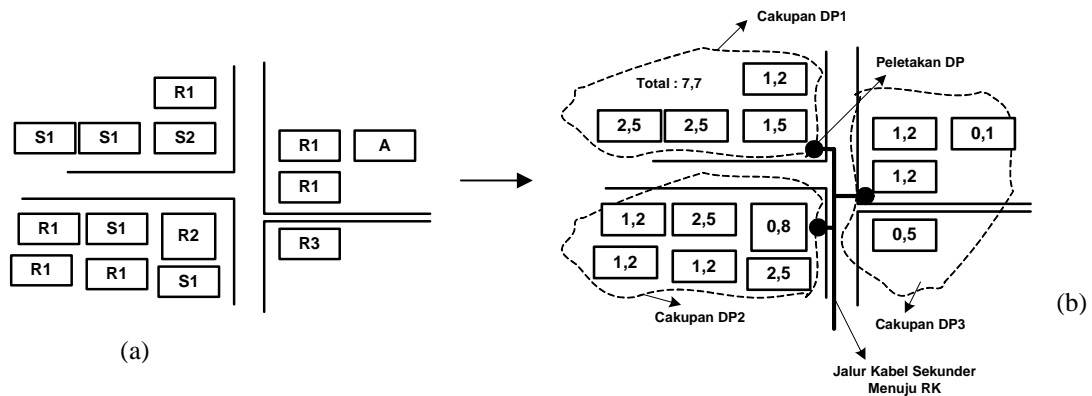 R1
S1 S1 S2
R1 A
R1
R1 S1 R2
R3
R1 R1 S1
(a)
Cakupan DP1
Peletakan DP
Total : 7,7
1,2
2,5 2,5 1,5
1,2 0,1
1,2
1,2 2,5 0,8
0,5
1,2 1,2 2,5
Cakupan DP2
Cakupan DP3
(b)
Jalur Kabel Sekunder
Menuju RK